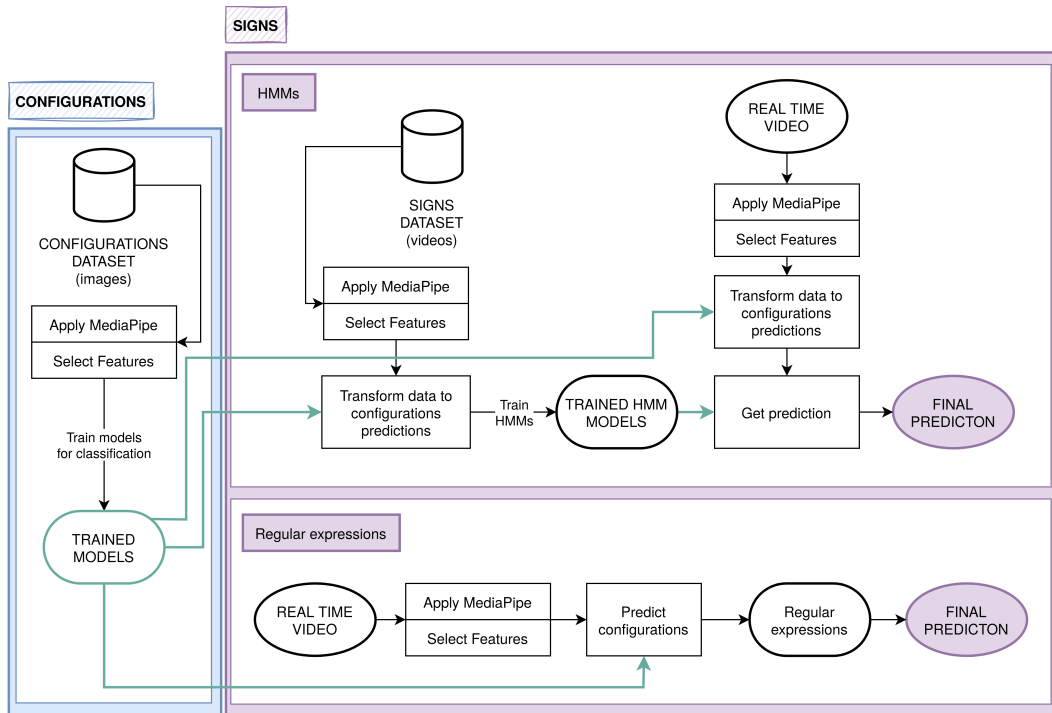 SIGNS
CONFIGURATIONS
CONFIGURATIONS
DATASET
(images)
Apply MediaPipe
Select Features
Train models
for classification
TRAINED
MODELS
HMMs
SIGNS
DATASET
(videos)
Apply MediaPipe
Select Features
Transform data to
configurations
predictions
Train
HMMs
TRAINED HMM
MODELS
REAL TIME
VIDEO
Apply MediaPipe
Select Features
Transform data to
configurations
predictions
Get prediction
FINAL
PREDICTON
Regular expressions
REAL TIME
VIDEO
Apply MediaPipe
Select Features
Predict
configurations
Regular
expressions
FINAL
PREDICTON